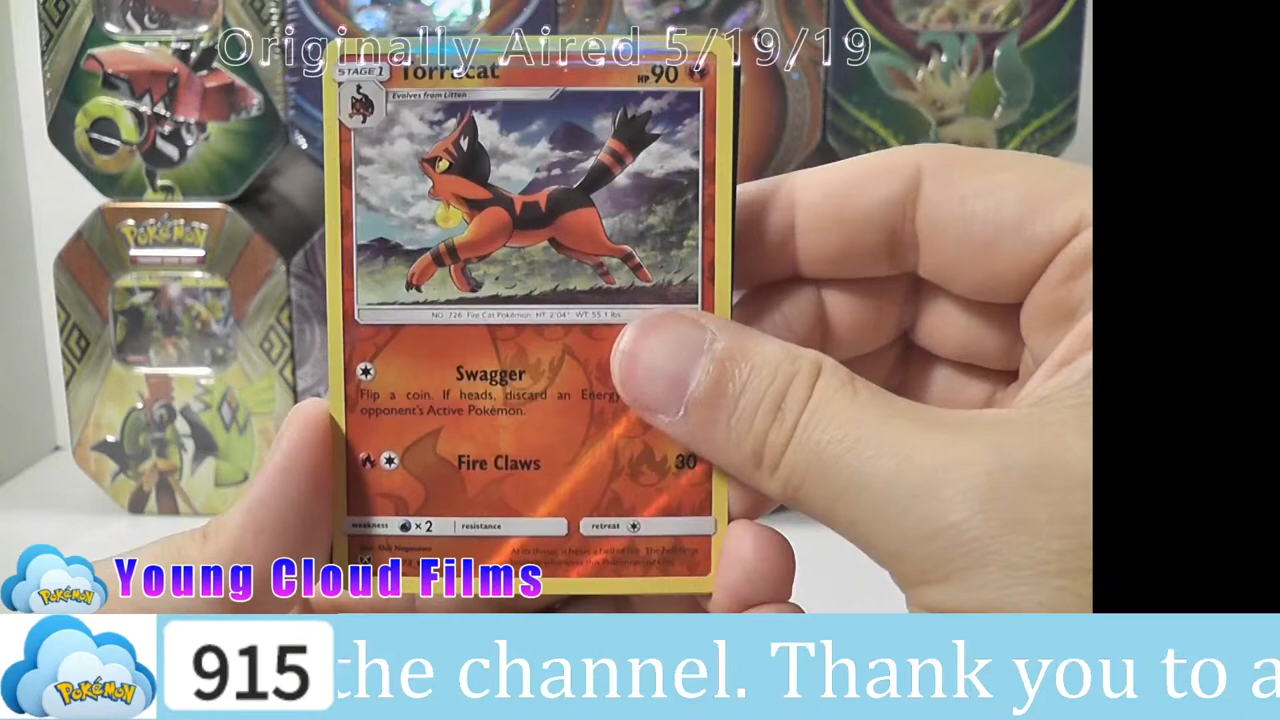 Originally Aired 5/19/19
STAGE 1 Torracat HP 90
Evolves from Litten
POKéMON
NO. 726 Fire Cat Pokémon HT: 2'04" WT: 55.1 lbs.
Swagger
Flip a coin. If heads, discard an Energy
opponent's Active Pokémon.
Fire Claws 30
weakness × 2 resistance retreat
Young Cloud Films
POKéMON
POKéMON
915 the channel. Thank you to a